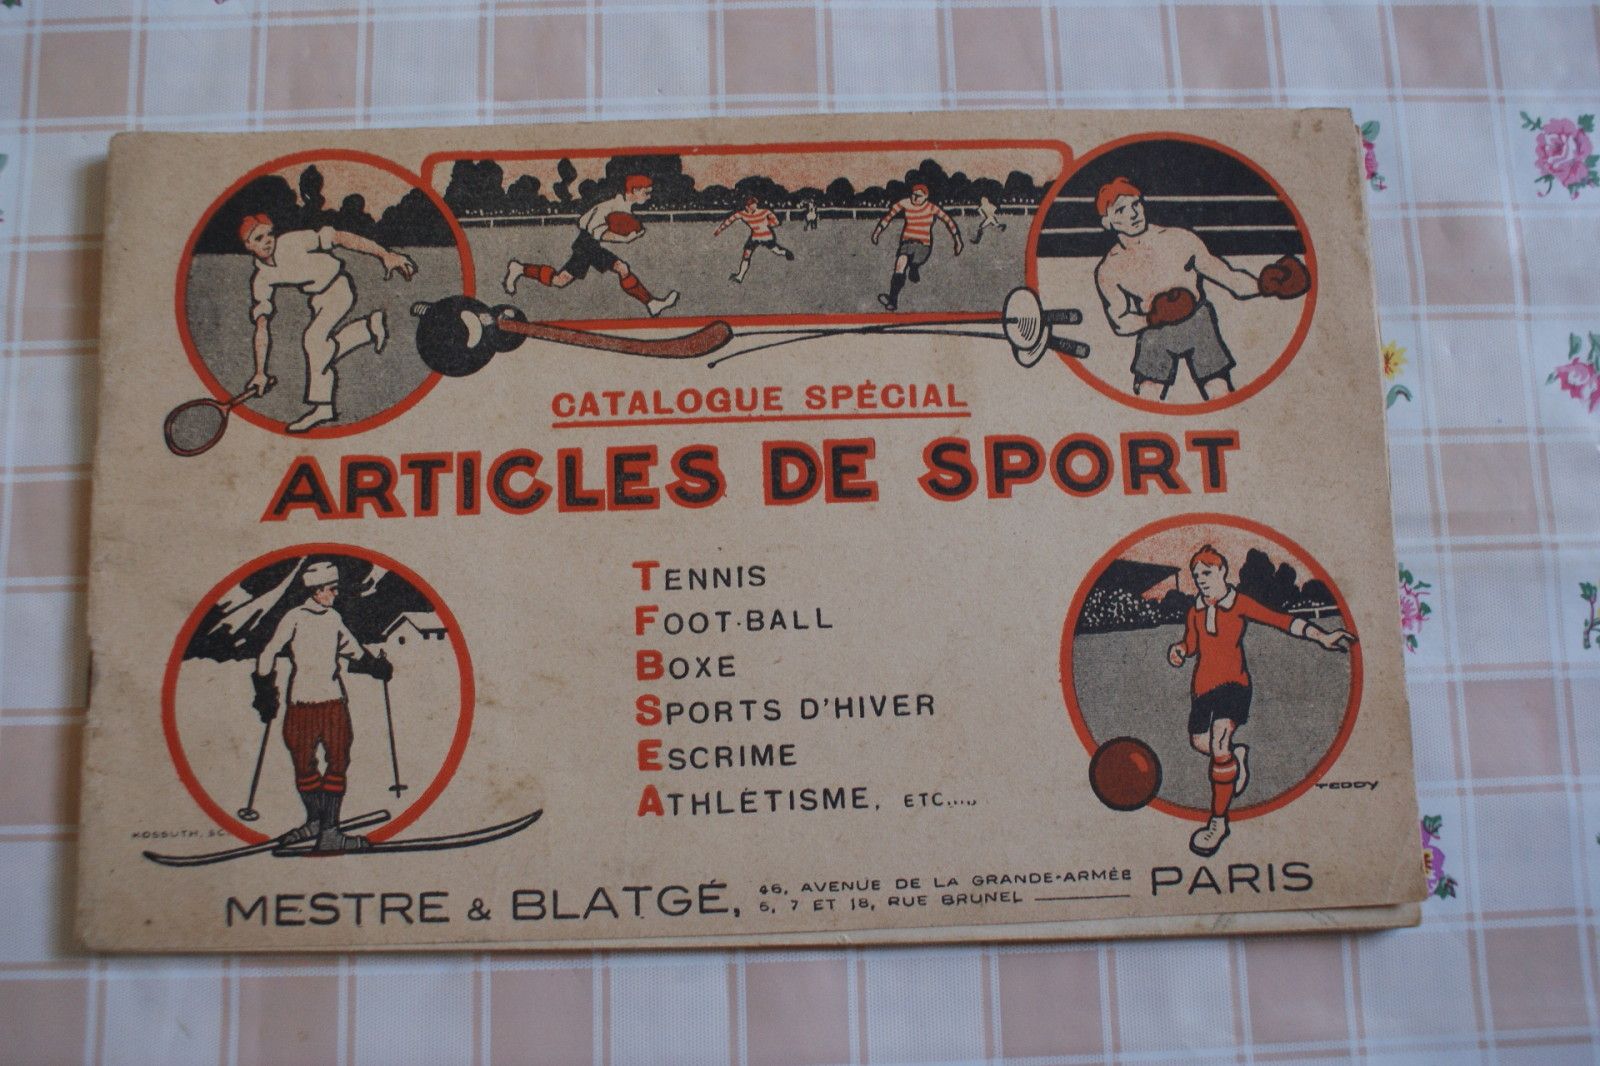 CATALOGUE SPÉCIAL
ARTICLES DE SPORT
TENNIS
FOOT-BALL
BOXE
SPORTS D'HIVER
ESCRIME
ATHLÉTISME, ETC....
TEDDY
KOSSUTH, SC.
MESTRE & BLATGÉ, 46, AVENUE DE LA GRANDE-ARMÉE PARIS
5, 7 ET 18, RUE BRUNEL